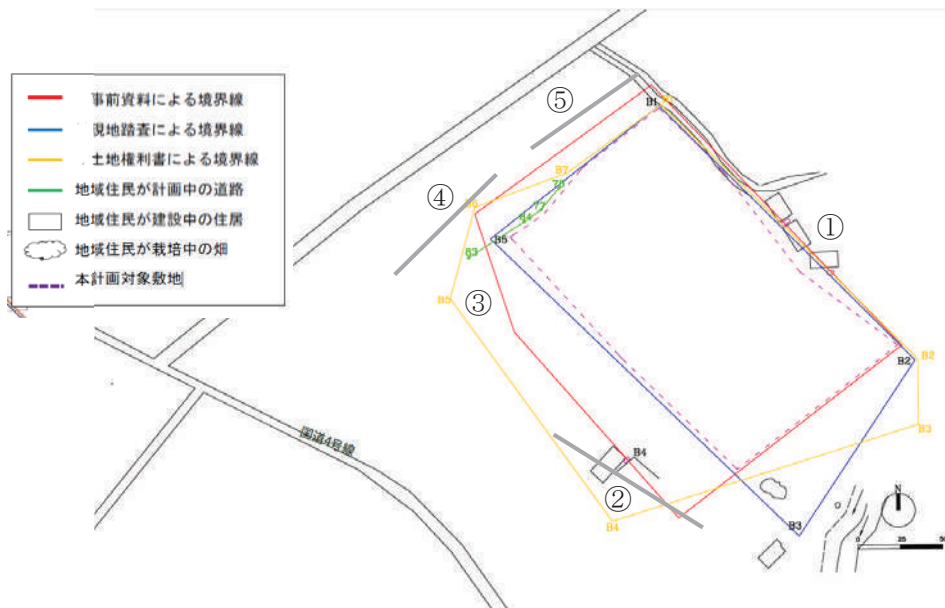 事前資料による境界線
現地踏査による境界線
土地権利書による境界線
地域住民が計画中の道路
地域住民が建設中の住居
地域住民が栽培中の畑
本計画対象敷地
⑤
B1
④
B7
①
B5
③
B5
B2
B2
B3
国道4号線
B4
②
B4
B3
N
0 25 50